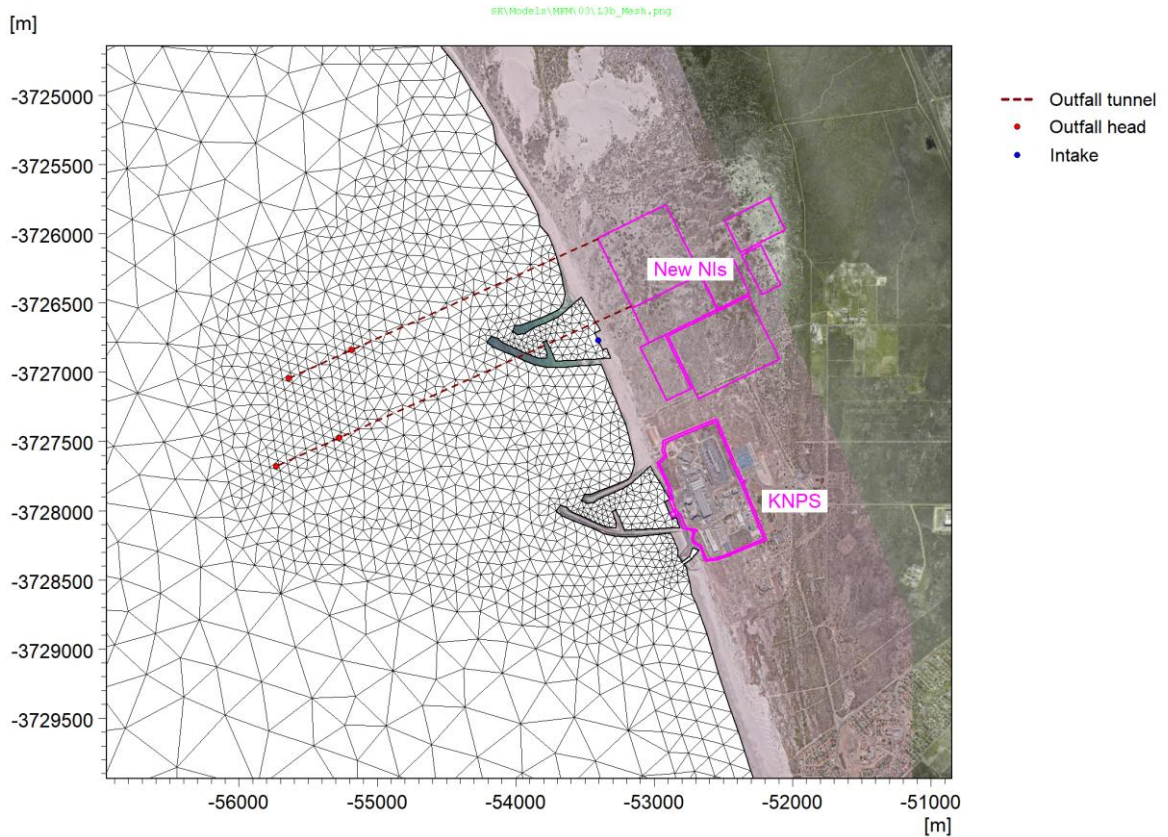 SK\Models\MFM\03\L3b_Mesh.png
[m]
-3725000
-3725500
-3726000
-3726500
-3727000
-3727500
-3728000
-3728500
-3729000
-3729500
Outfall tunnel
Outfall head
Intake
New NIs
KNPS
-56000
-55000
-54000
-53000
-52000
-51000
[m]